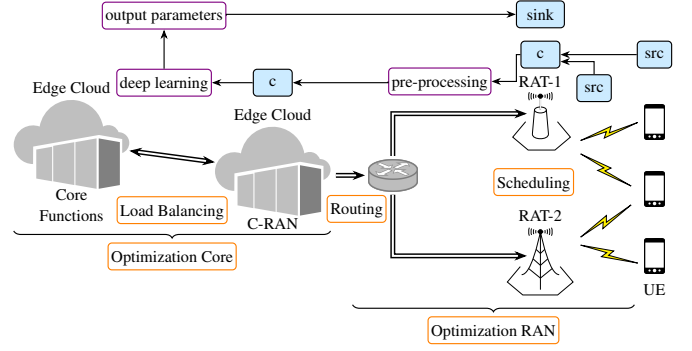 output parameters
sink
c
src
deep learning
c
pre-processing
src
RAT-1
Edge Cloud
Edge Cloud
Core
Functions
Load Balancing
C-RAN
Routing
Scheduling
RAT-2
Optimization Core
UE
Optimization RAN